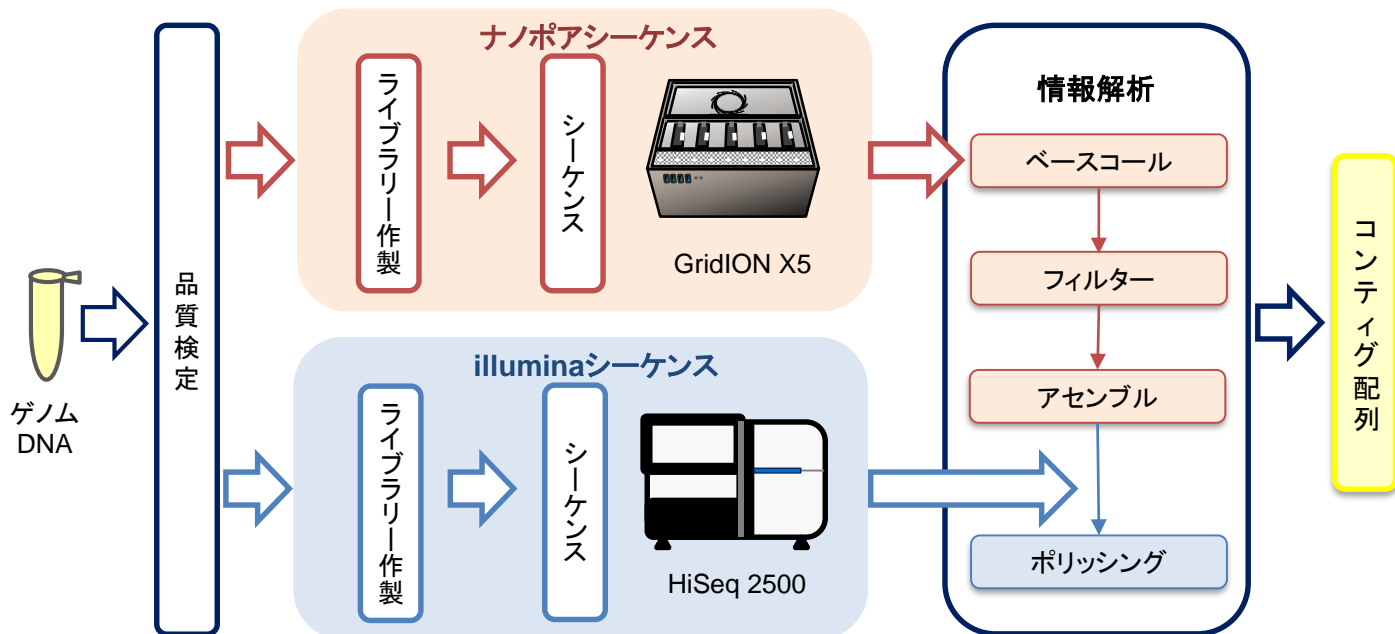 ゲノム
DNA
品質検定
ナノポアシーケンス
ライブラリー作製
シーケンス
GridION X5
illuminaシーケンス
ライブラリー作製
シーケンス
HiSeq 2500
情報解析
ベースコール
フィルター
アセンブル
ポリッシング
コンティグ配列